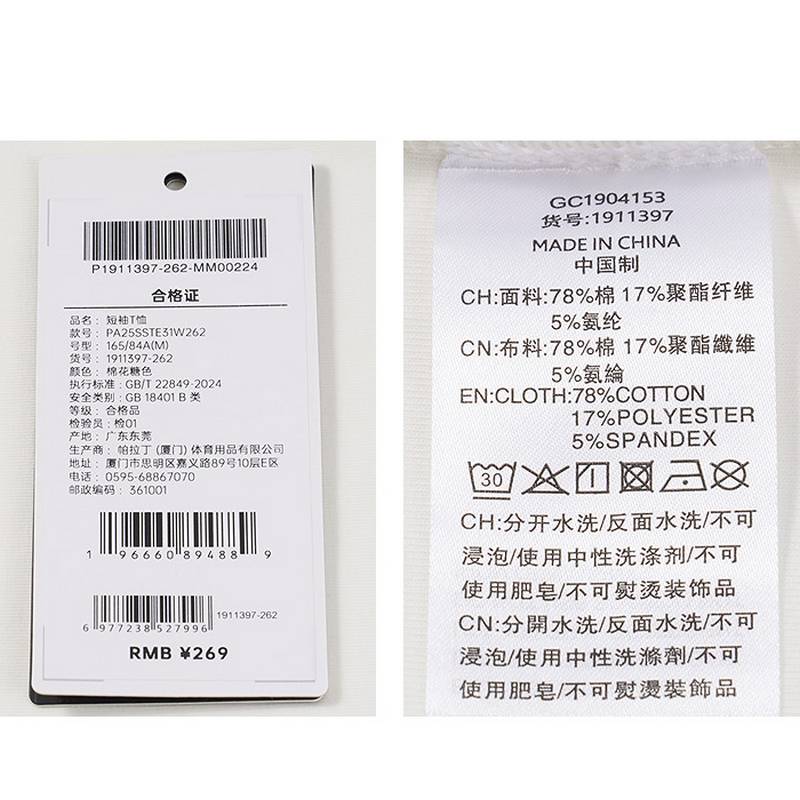 P1911397-262-MM00224
合格证
品名：短袖T恤
款号：PA25SSTE31W262
号型：165/84A(M)
货号：1911397-262
颜色：棉花糖色
执行标准：GB/T 22849-2024
安全类别：GB 18401 B 类
等级：合格品
检验员：检01
产地：广东东莞
生产商：帕拉丁 (厦门) 体育用品有限公司
地址：厦门市思明区嘉义路89号10层E区
电话：0595-68867070
邮政编码：361001
1 96660 89488 9
6 977238 527996
1911397-262
RMB ¥269
GC1904153
货号:1911397
MADE IN CHINA
中国制
CH:面料:78%棉 17%聚酯纤维
5%氨纶
CN:布料:78%棉 17%聚酯纖維
5%氨綸
EN:CLOTH:78%COTTON
17%POLYESTER
5%SPANDEX
30
CH:分开水洗/反面水洗/不可
浸泡/使用中性洗涤剂/不可
使用肥皂/不可熨烫装饰品
CN:分開水洗/反面水洗/不可
浸泡/使用中性洗滌劑/不可
使用肥皂/不可熨燙裝飾品